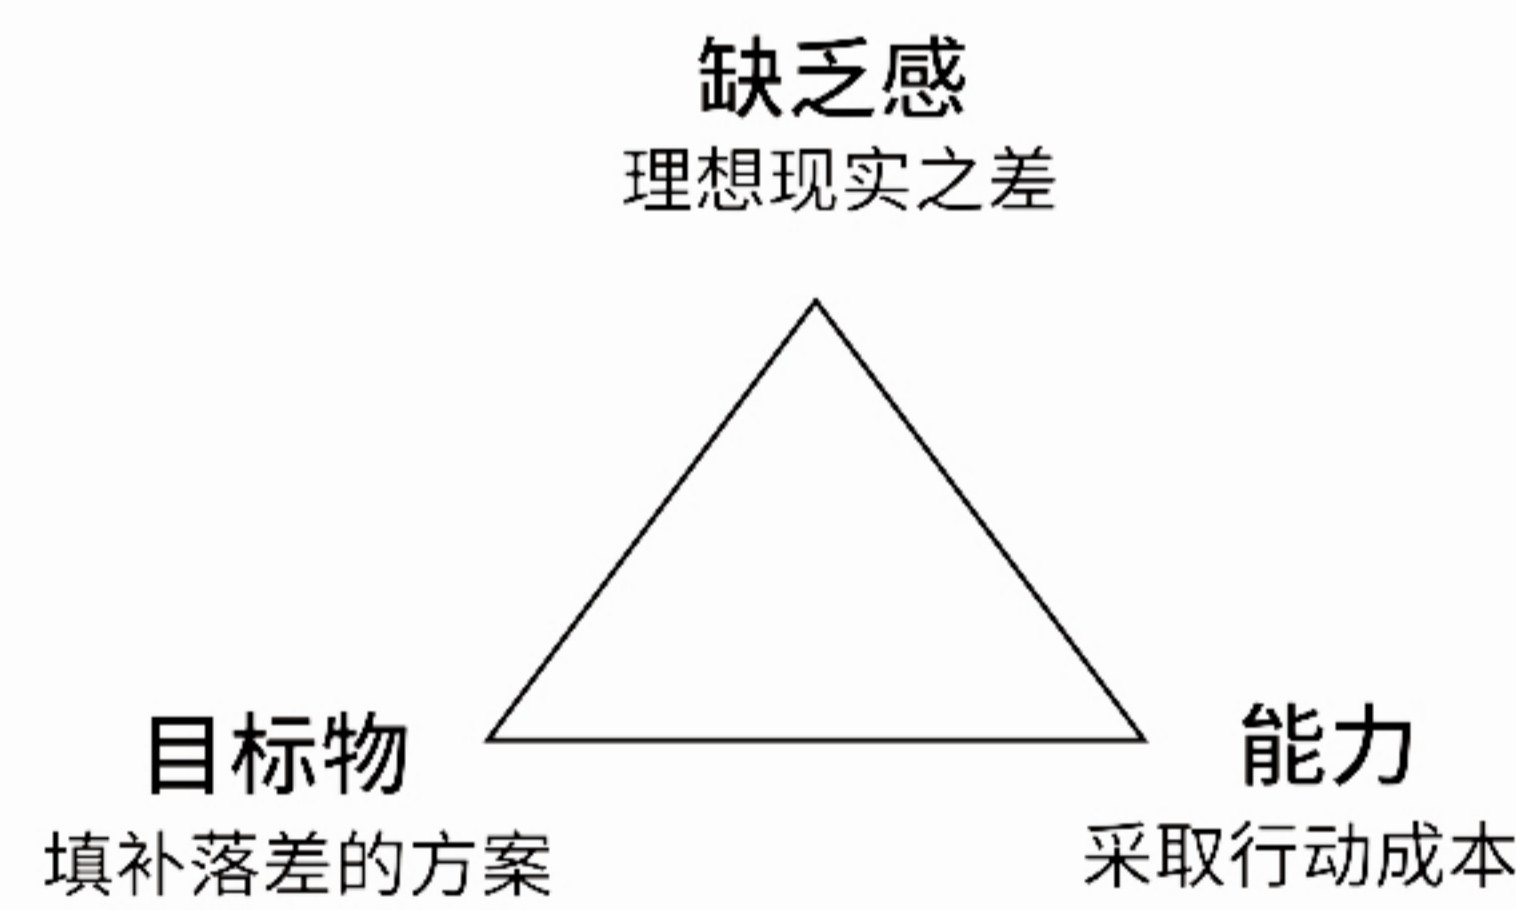 缺乏感
理想现实之差
目标物
填补落差的方案
能力
采取行动成本